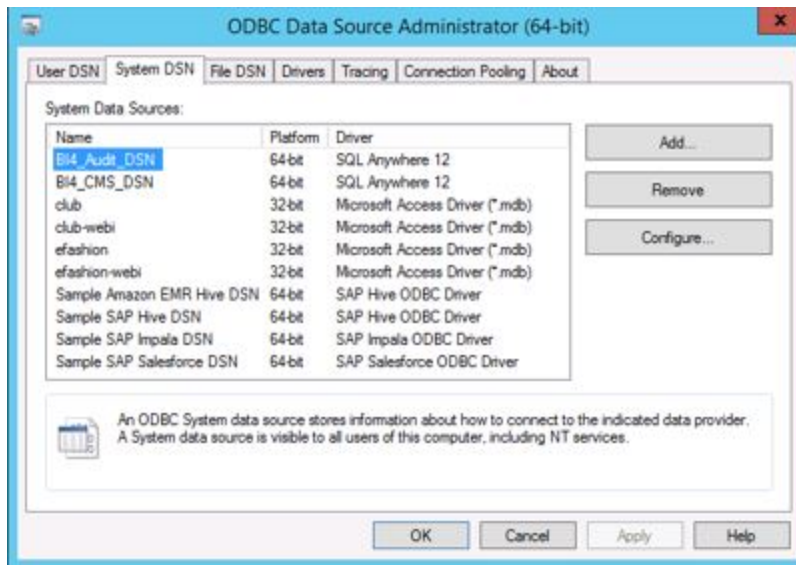 ODBC Data Source Administrator (64-bit)
x
User DSN System DSN File DSN Drivers Tracing Connection Pooling About
System Data Sources:
Name Platform Driver
BI4_Audit_DSN 64-bit SQL Anywhere 12
BI4_CMS_DSN 64-bit SQL Anywhere 12
club 32-bit Microsoft Access Driver (*.mdb)
club-webi 32-bit Microsoft Access Driver (*.mdb)
efashion 32-bit Microsoft Access Driver (*.mdb)
efashion-webi 32-bit Microsoft Access Driver (*.mdb)
Sample Amazon EMR Hive DSN 64-bit SAP Hive ODBC Driver
Sample SAP Hive DSN 64-bit SAP Hive ODBC Driver
Sample SAP Impala DSN 64-bit SAP Impala ODBC Driver
Sample SAP Salesforce DSN 64-bit SAP Salesforce ODBC Driver
Add...
Remove
Configure...
An ODBC System data source stores information about how to connect to the indicated data provider.
A System data source is visible to all users of this computer, including NT services.
OK Cancel Apply Help